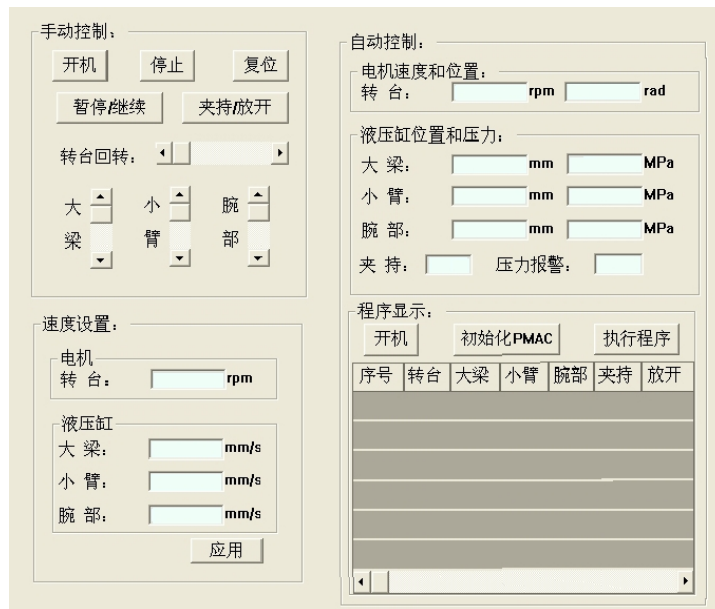 手动控制：
开机 停止 复位
暂停/继续 夹持/放开
转台回转：
大梁 小臂 腕部
速度设置：
电机
转 台： rpm
液压缸
大 梁： mm/s
小 臂： mm/s
腕 部： mm/s
应用
自动控制：
电机速度和位置：
转 台： rpm rad
液压缸位置和压力：
大 梁： mm MPa
小 臂： mm MPa
腕 部： mm MPa
夹 持： 压力报警：
程序显示：
开机 初始化PMAC 执行程序
序号 转台 大梁 小臂 腕部 夹持 放开